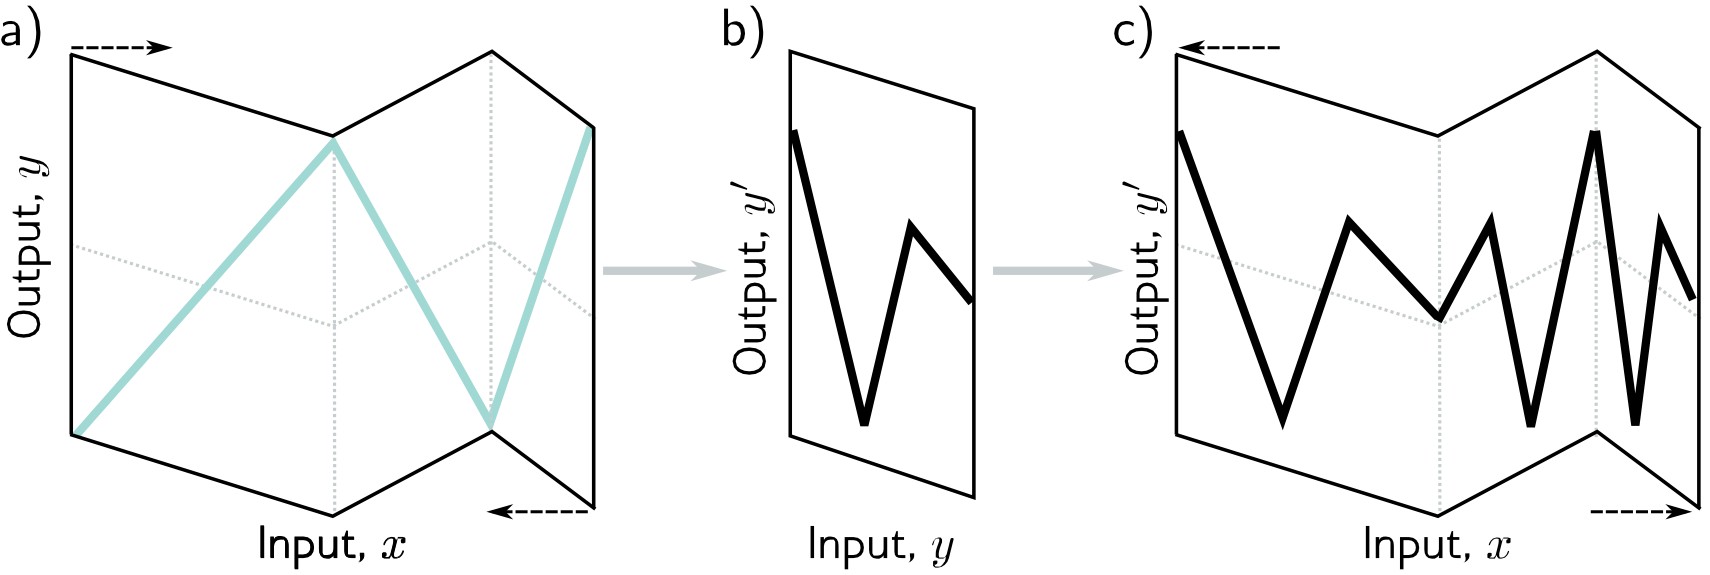 a)
Output, y
Input, x
b)
Output, y′
Input, y
c)
Output, y′
Input, x